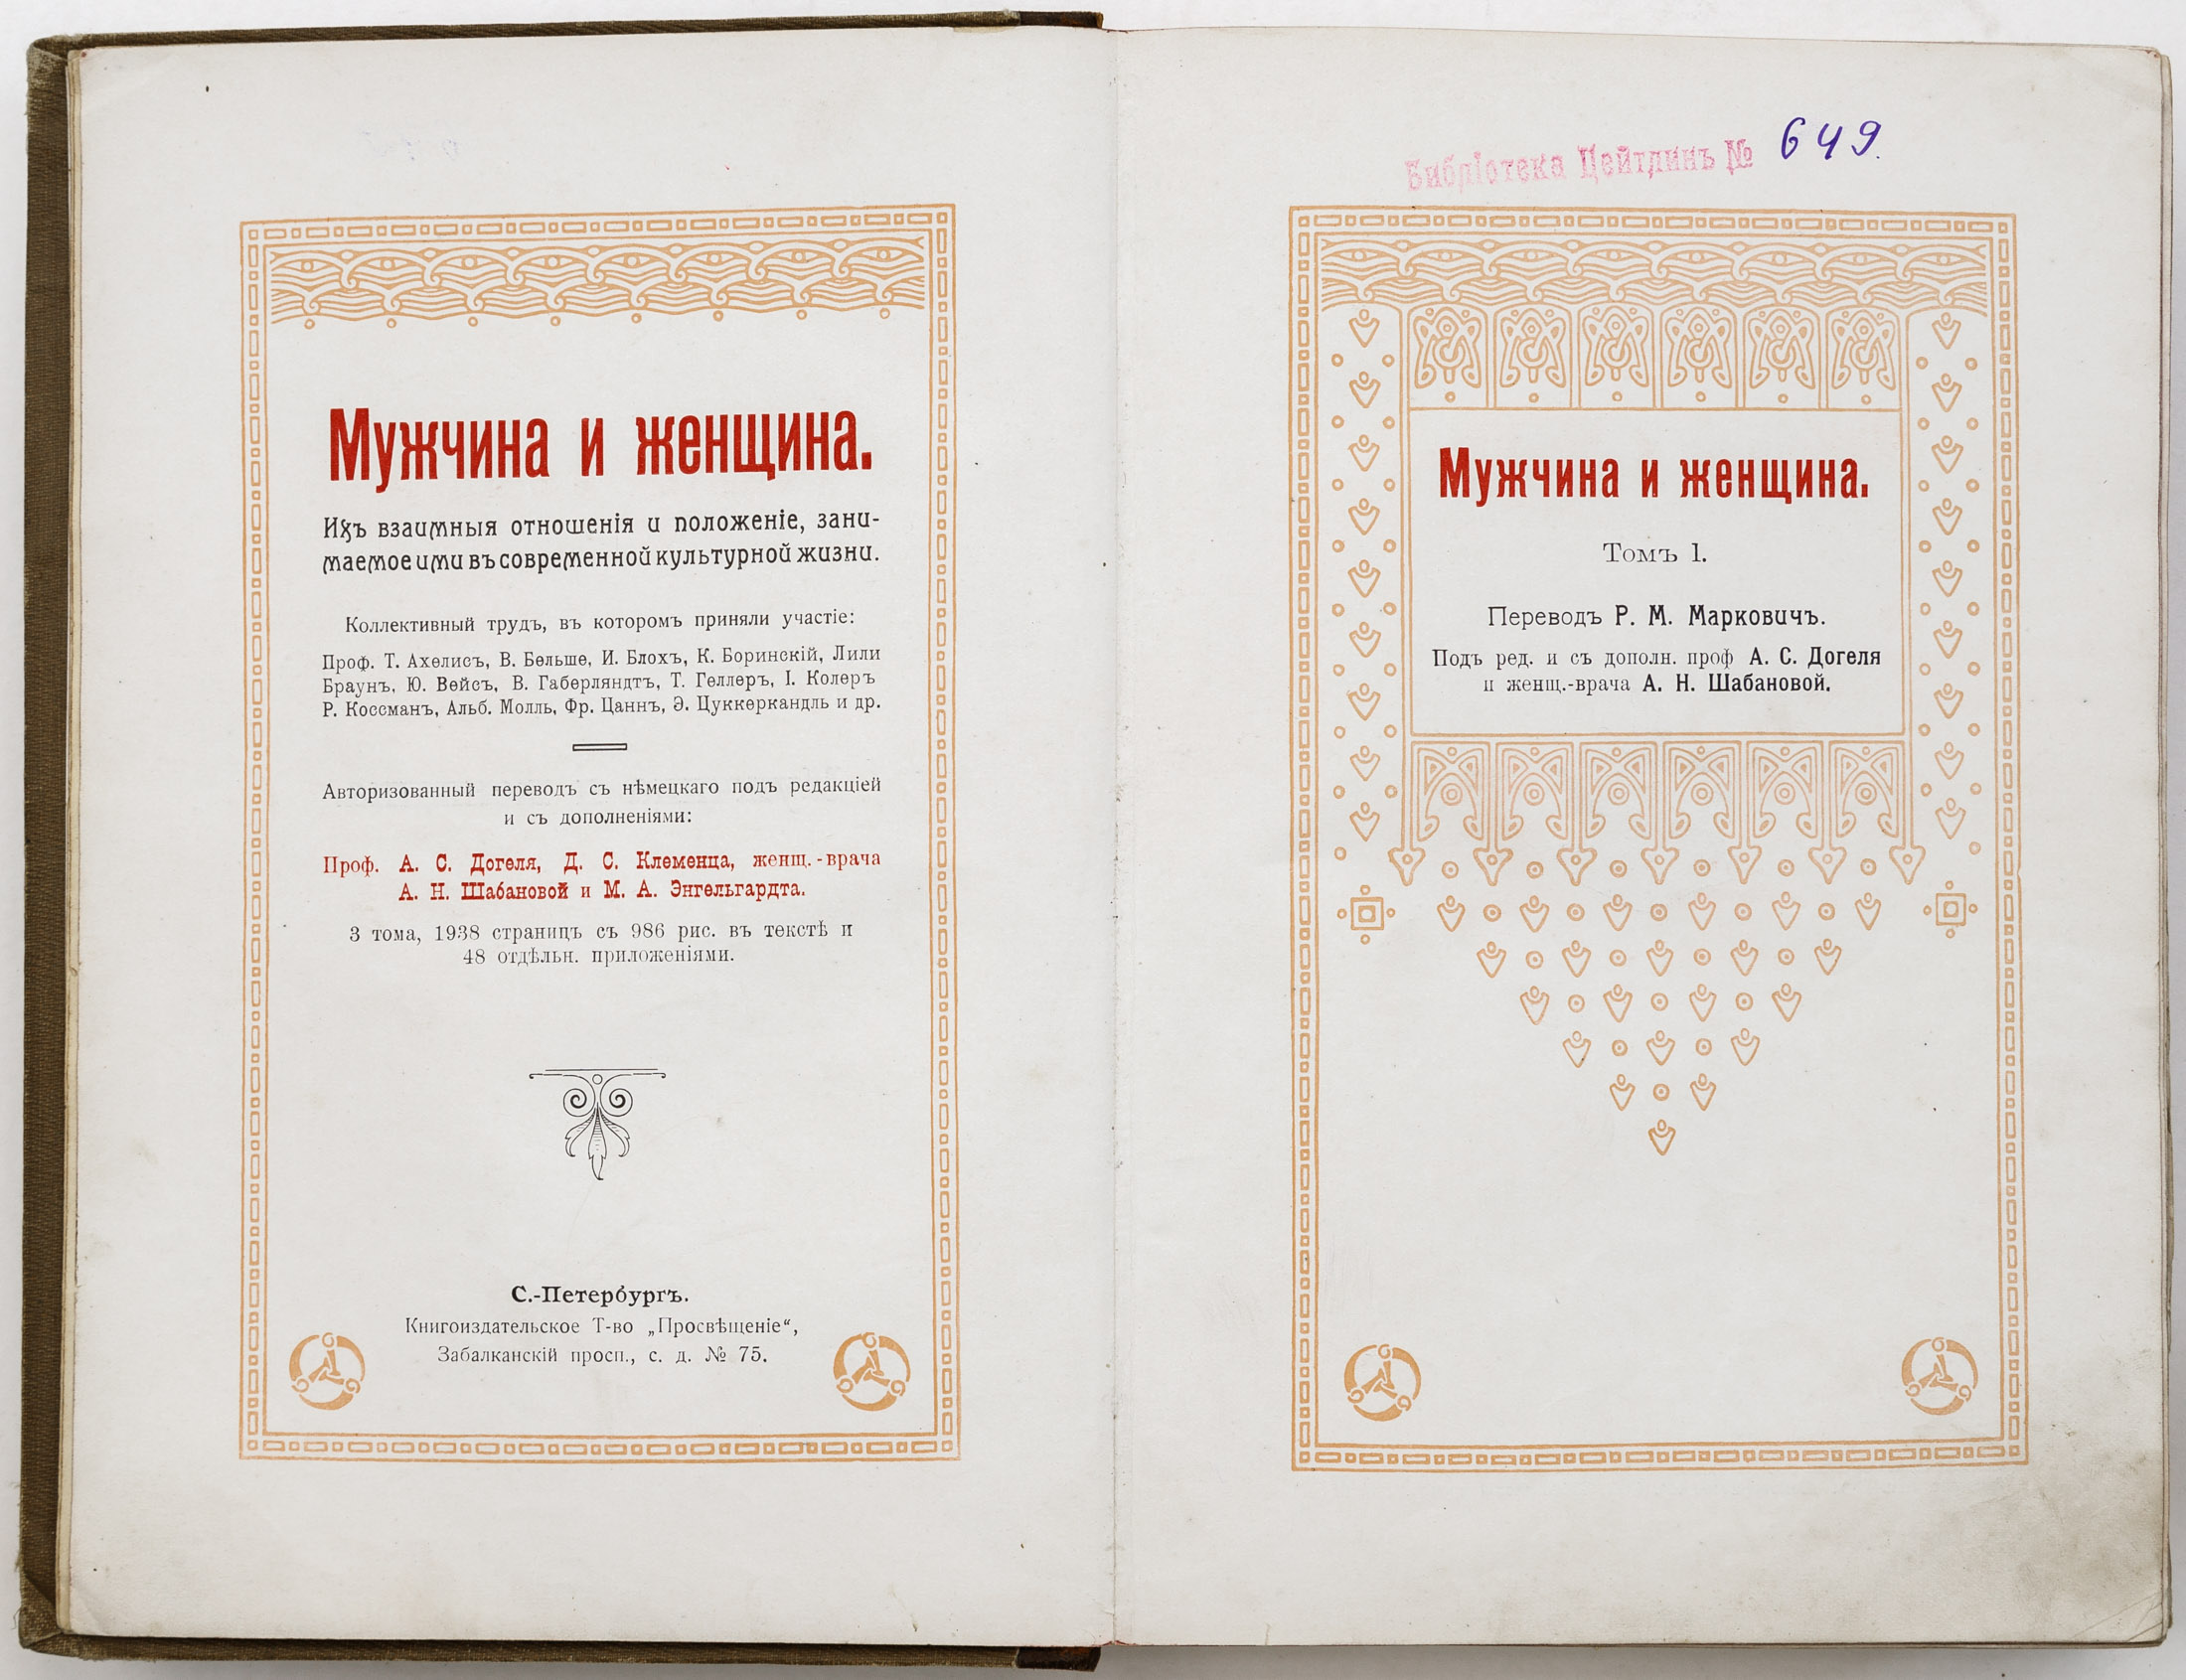 Мужчина и женщина.
Ихъ взаимныя отношенія и положеніе, зани-
маемое ими въ современной культурной жизни.
Коллективный трудъ, въ которомъ приняли участіе:
Проф. Т. Ахелисъ, В. Бельше, И. Блохъ, К. Боринскій, Лили
Браунъ, Ю. Вейсъ, В. Габерляндтъ, Т. Геллеръ, І. Колеръ
Р. Коссманъ, Альб. Молль, Фр. Цаннъ, Э. Цуккеркандль и др.
Авторизованный переводъ съ нѣмецкаго подъ редакціей
и съ дополненіями:
Проф. А. С. Догеля, Д. С. Клеменца, женщ.-врача
А. Н. Шабановой и М. А. Энгельгардта.
3 тома, 1938 страницъ съ 986 рис. въ текстѣ и
48 отдѣльн. приложеніями.
С.-Петербургъ.
Книгоиздательское Т-во „Просвѣщеніе“,
Забалканскій просп., с. д. № 75.
Библіотека Цейтлинъ № 649.
Мужчина и женщина.
Томъ 1.
Переводъ Р. М. Марковичъ.
Подъ ред. и съ дополн. проф А. С. Догеля
и женщ.-врача А. Н. Шабановой.